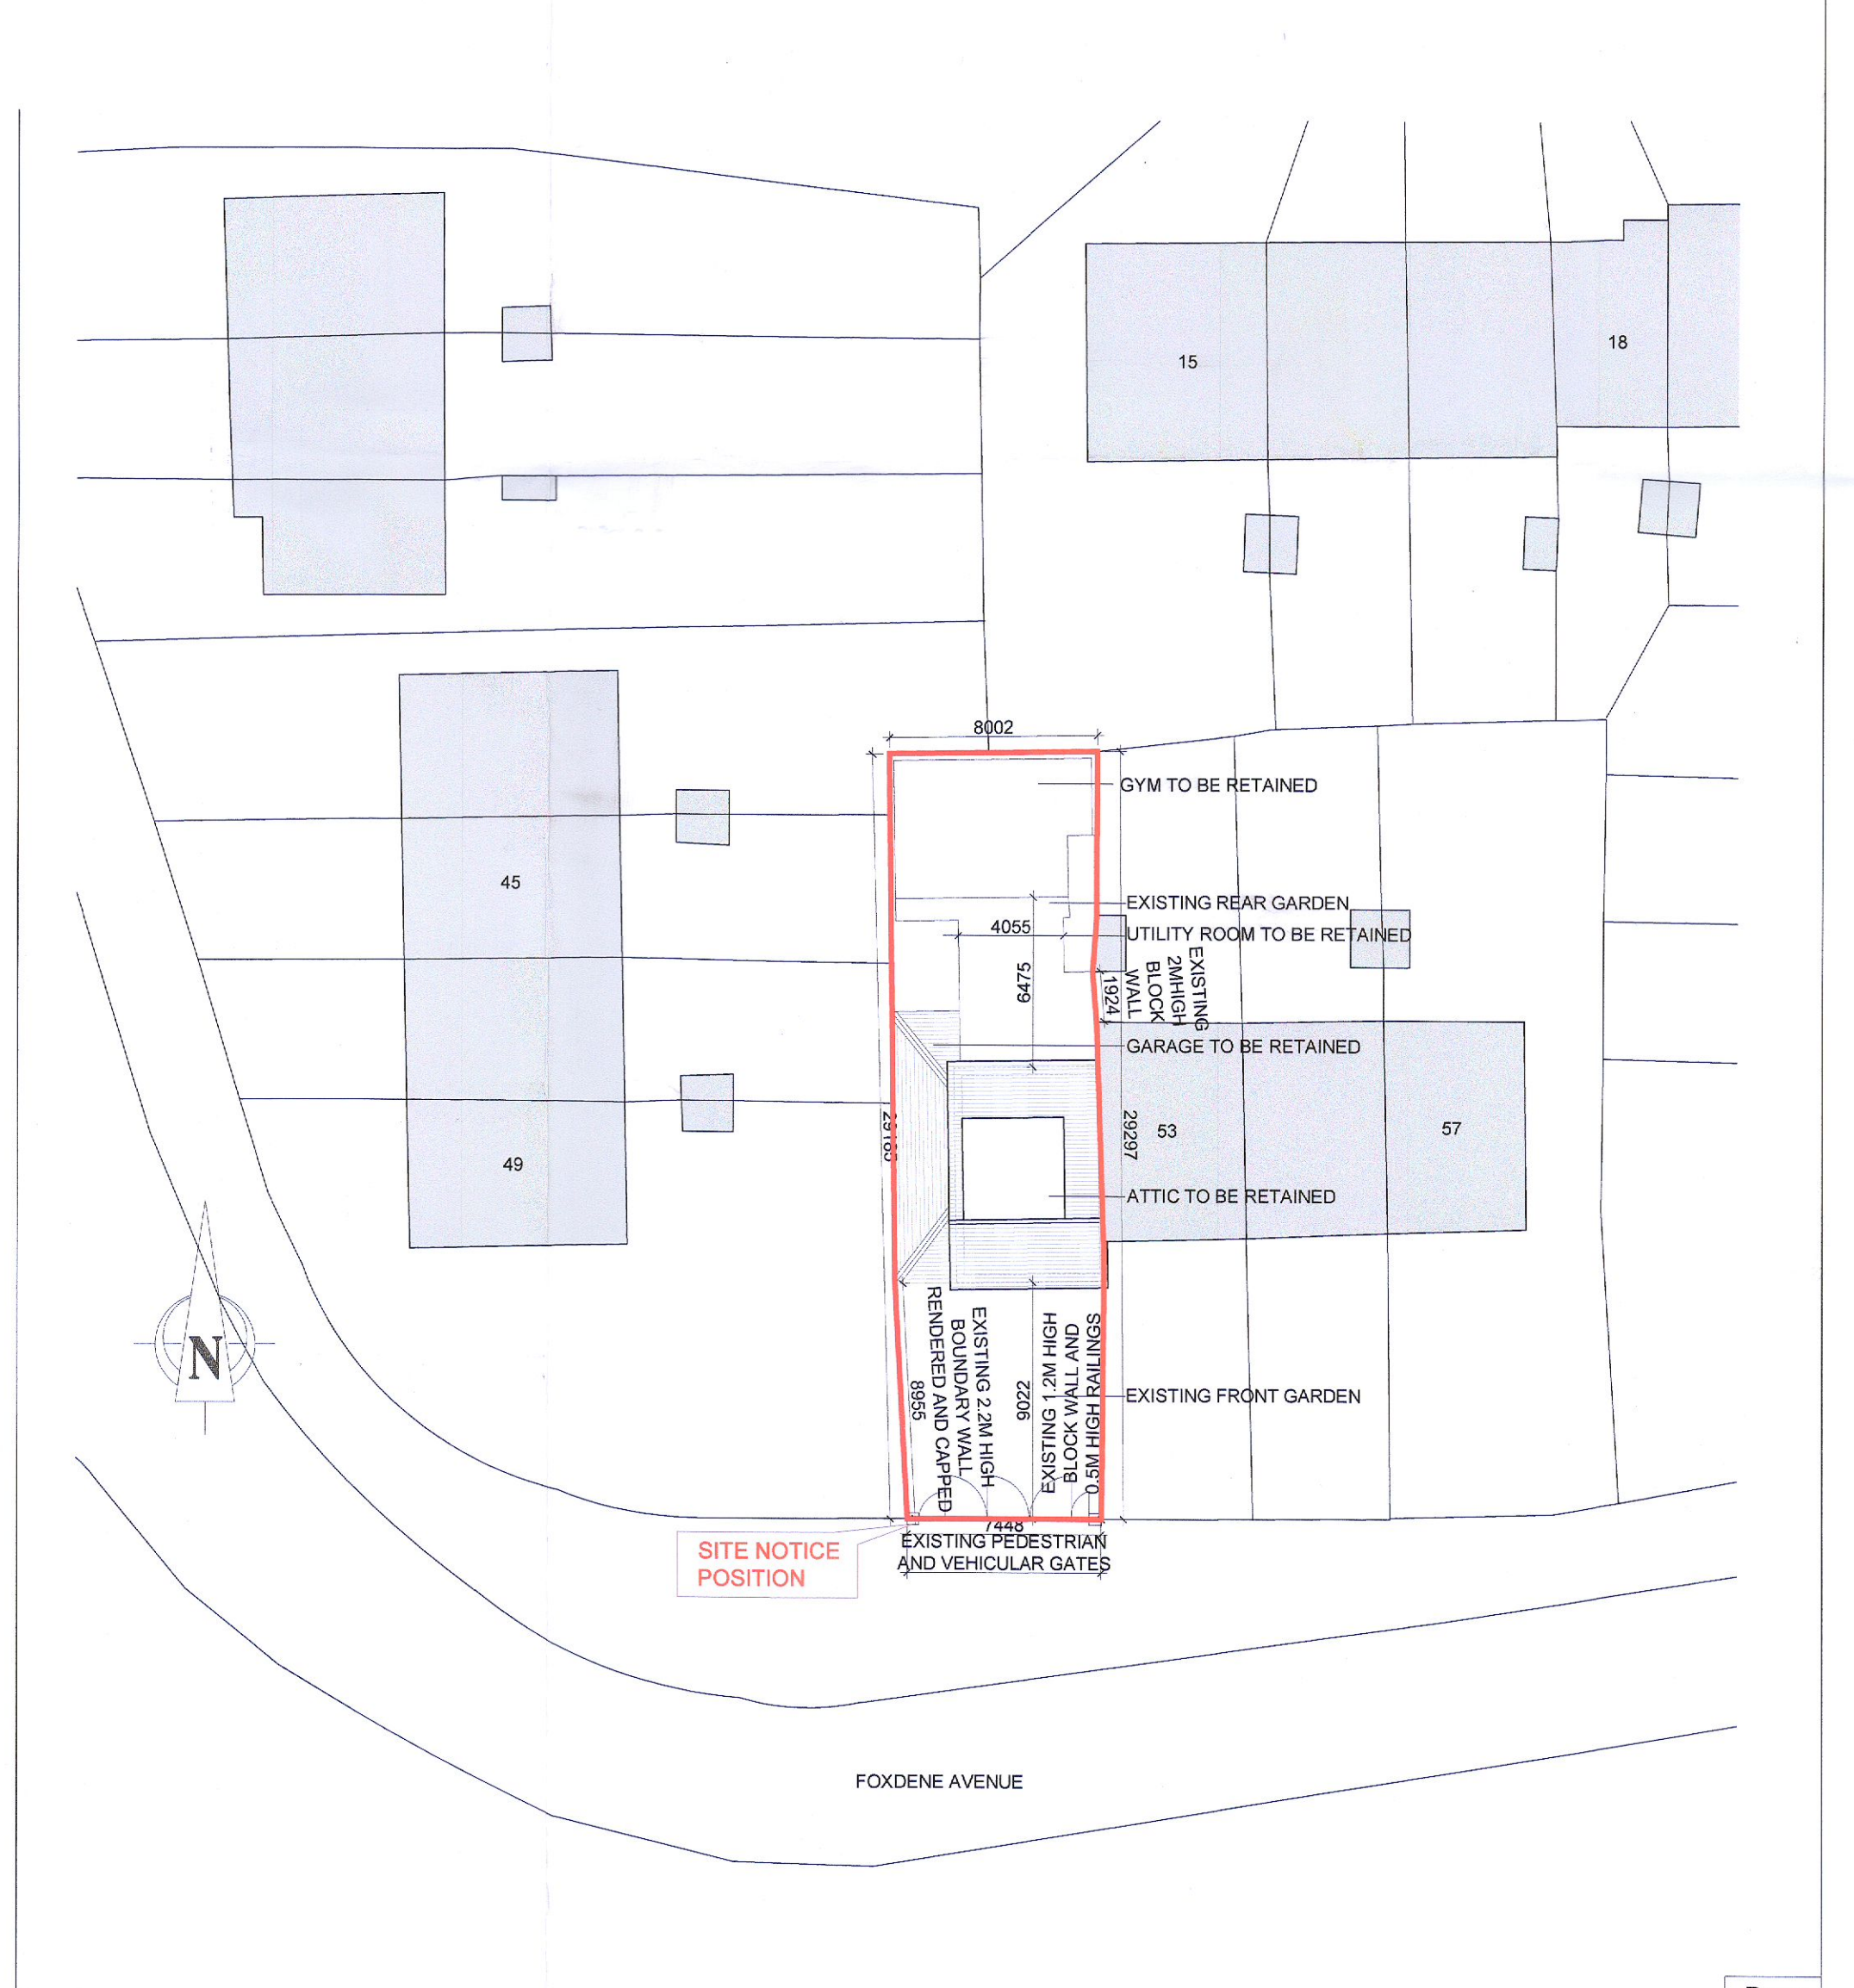 15
18
8002
GYM TO BE RETAINED
45
EXISTING REAR GARDEN
4055
UTILITY ROOM TO BE RETAINED
6475
1924
EXISTING
2MHIGH
BLOCK
WALL
GARAGE TO BE RETAINED
29297
53
57
49
ATTIC TO BE RETAINED
N
EXISTING 2.2M HIGH
BOUNDARY WALL
RENDERED AND CAPPED
8955
9022
EXISTING 1.2M HIGH
BLOCK WALL AND
0.5M HIGH RAILINGS
EXISTING FRONT GARDEN
7448
EXISTING PEDESTRIAN
AND VEHICULAR GATES
SITE NOTICE
POSITION
FOXDENE AVENUE